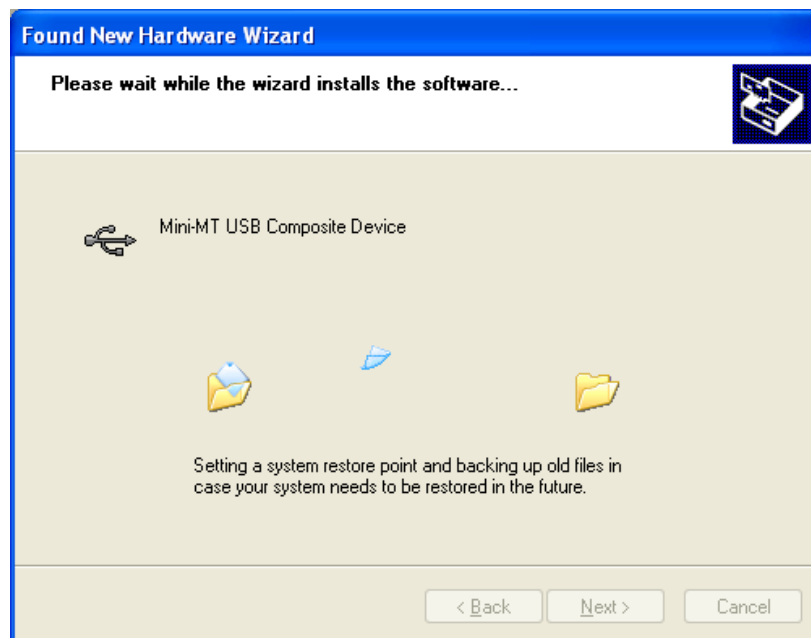 Found New Hardware Wizard
Please wait while the wizard installs the software...
Mini-MT USB Composite Device
Setting a system restore point and backing up old files in
case your system needs to be restored in the future.
< Back Next > Cancel